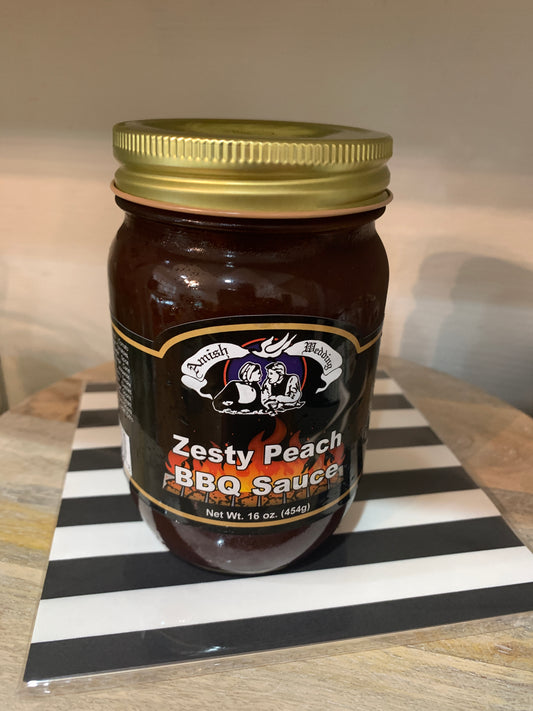 Amish Wedding
Zesty Peach
BBQ Sauce
Net Wt. 16 oz. (454g)